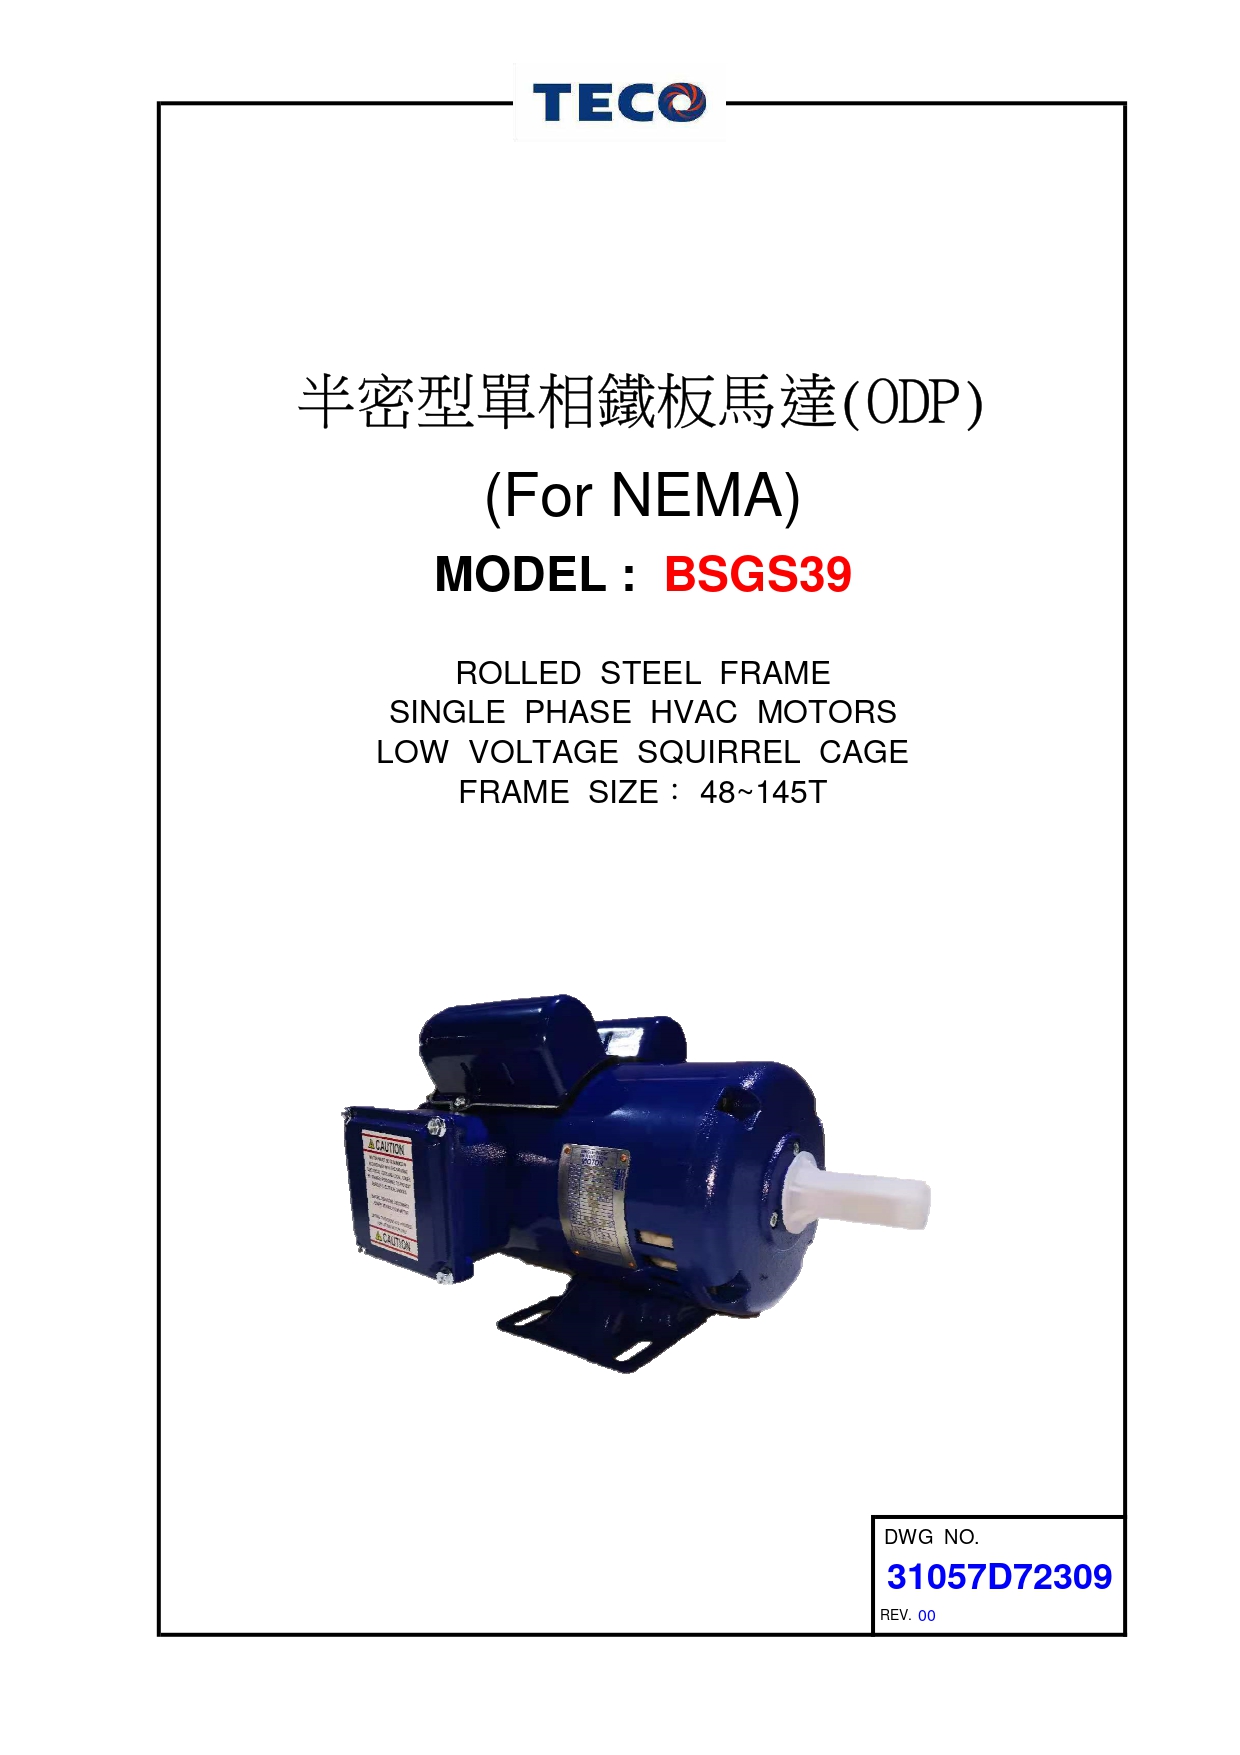 TECO
半密型單相鐵板馬達(ODP)
(For NEMA)
MODEL : BSGS39
ROLLED STEEL FRAME
SINGLE PHASE HVAC MOTORS
LOW VOLTAGE SQUIRREL CAGE
FRAME SIZE： 48~145T
CAUTION
CAUTION
DWG NO.
31057D72309
REV. 00